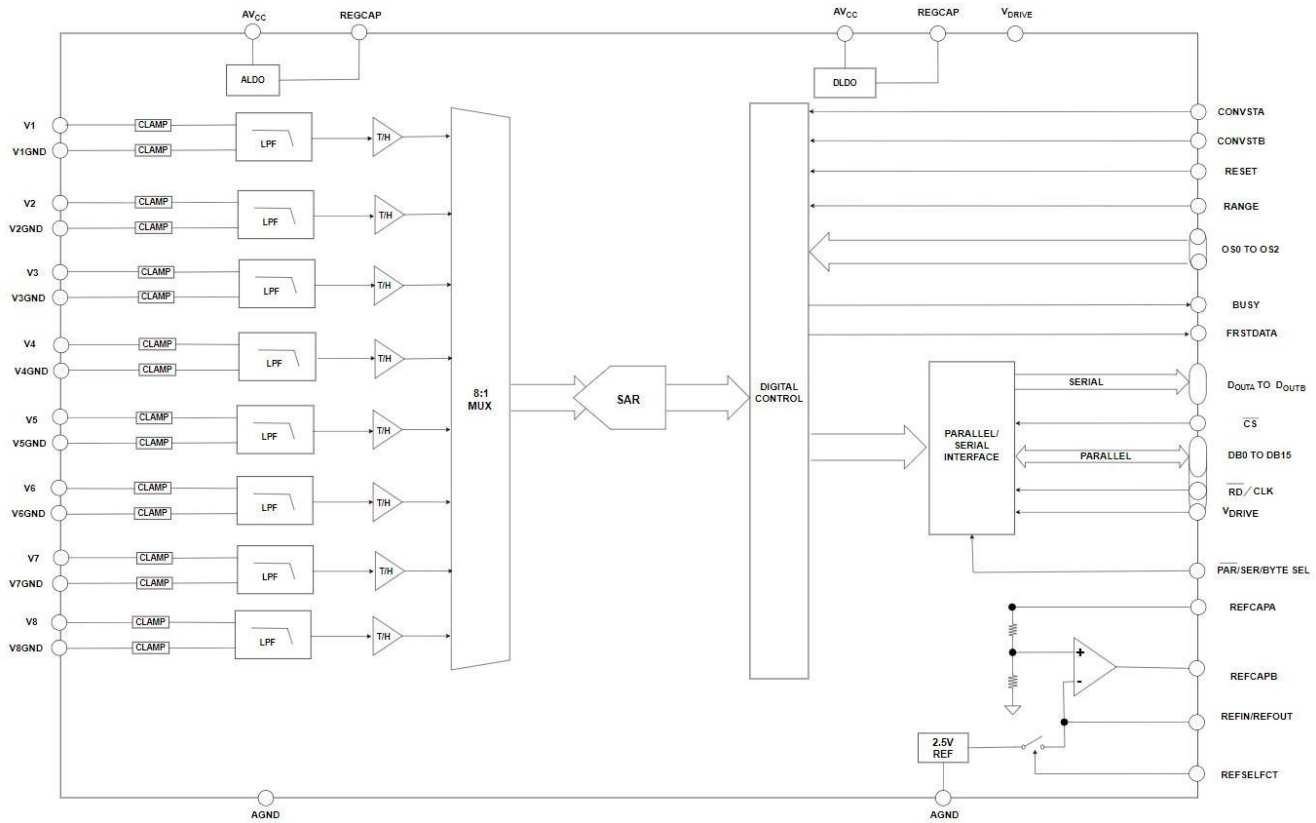 AVCC
REGCAP
AVCC
REGCAP
VDRIVE
ALDO
DLDO
V1
CLAMP
V1GND
CLAMP
LPF
T/H
V2
CLAMP
V2GND
CLAMP
LPF
T/H
V3
CLAMP
V3GND
CLAMP
LPF
T/H
V4
CLAMP
V4GND
CLAMP
LPF
T/H
V5
CLAMP
V5GND
CLAMP
LPF
T/H
V6
CLAMP
V6GND
CLAMP
LPF
T/H
V7
CLAMP
V7GND
CLAMP
LPF
T/H
V8
CLAMP
V8GND
CLAMP
LPF
T/H
8:1
MUX
SAR
DIGITAL
CONTROL
PARALLEL/
SERIAL
INTERFACE
SERIAL
PARALLEL
CONVSTA
CONVSTB
RESET
RANGE
OS0 TO OS2
BUSY
FRSTDATA
DOUTA TO DOUTB
CS
DB0 TO DB15
RD/CLK
VDRIVE
PAR/SER/BYTE SEL
REFCAPA
+
-
REFCAPB
REFIN/REFOUT
2.5V
REF
REFSELFCT
AGND
AGND